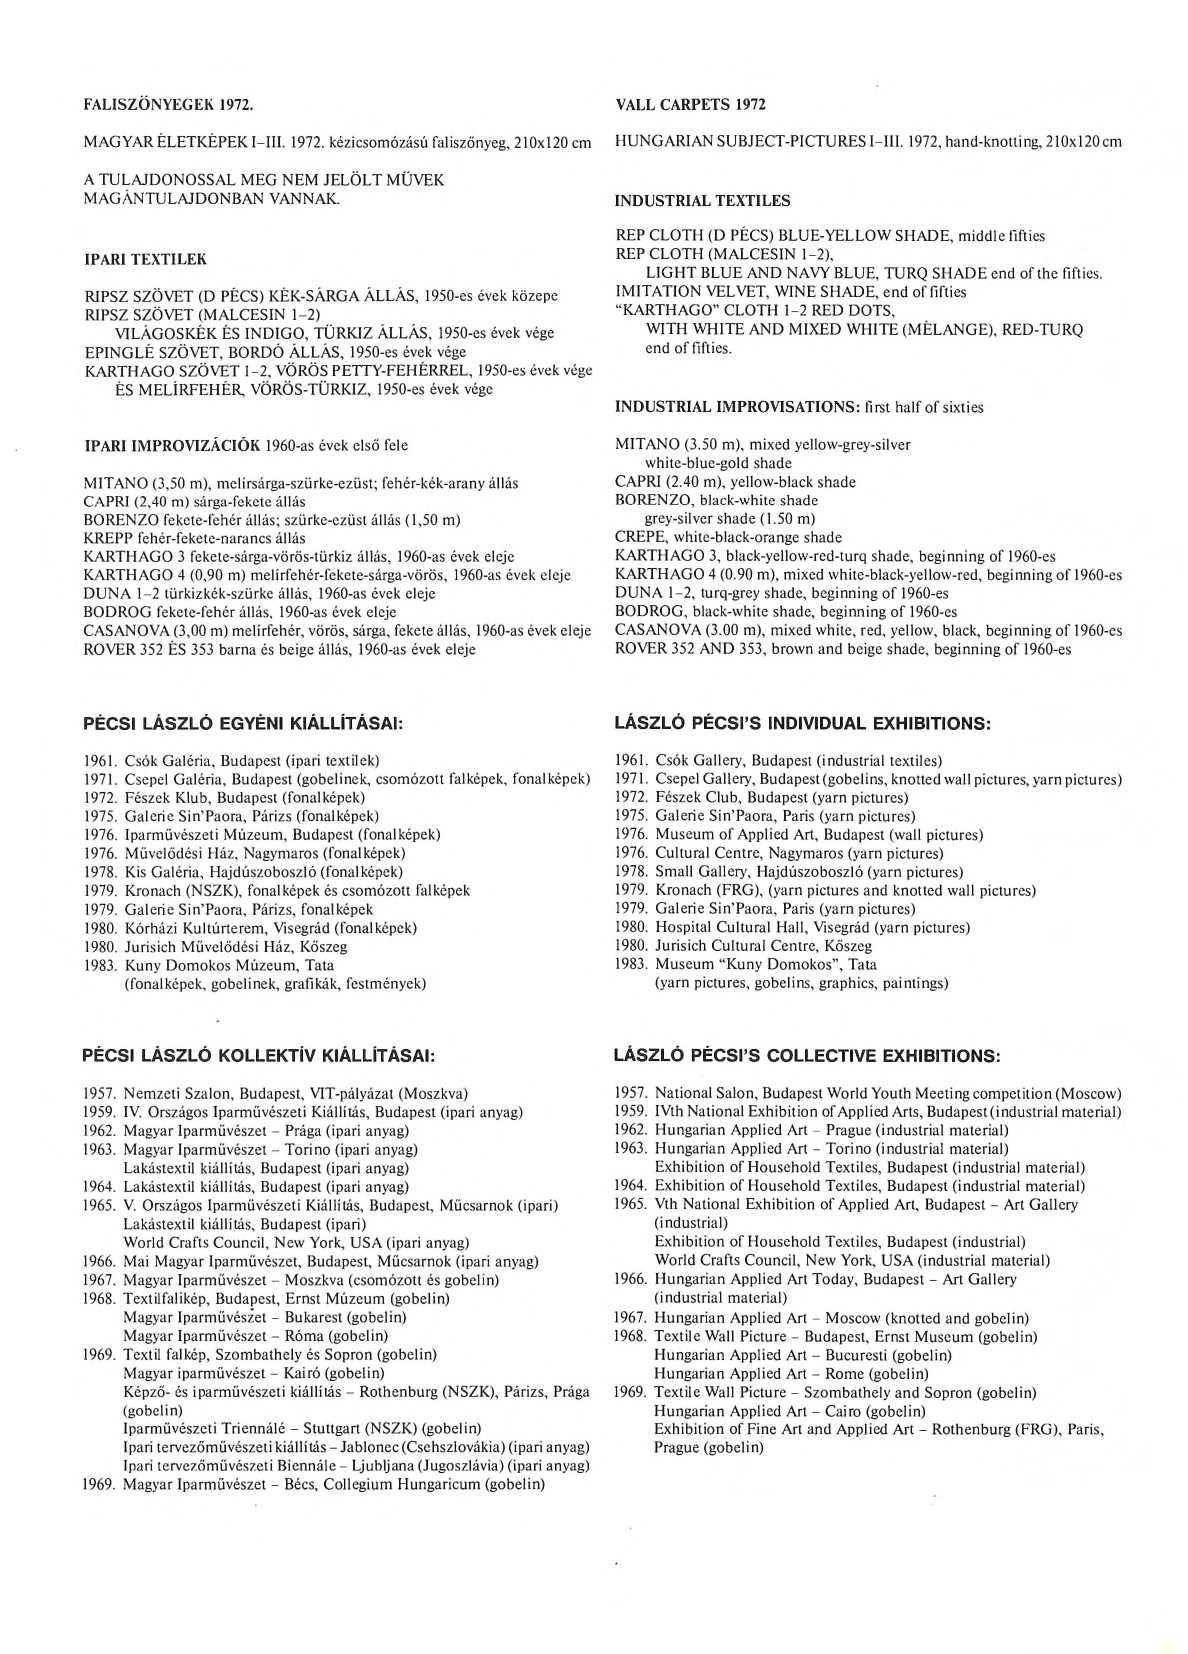 FALISZŐNYEGEK 1972.
MAGYAR ÉLETKÉPEK I–III. 1972. kézicsomózású faliszőnyeg, 210x120 cm
A TULAJDONOSSAL MEG NEM JELÖLT MŰVEK
MAGÁNTULAJDONBAN VANNAK.
IPARI TEXTILEK
RIPSZ SZÖVET (D PÉCS) KÉK-SÁRGA ÁLLÁS, 1950-es évek közepe
RIPSZ SZÖVET (MALCESIN 1–2)
VILÁGOSKÉK ÉS INDIGO, TÜRKIZ ÁLLÁS, 1950-es évek vége
EPINGLÉ SZÖVET, BORDÓ ÁLLÁS, 1950-es évek vége
KARTHAGO SZÖVET 1–2, VÖRÖS PETTY-FEHÉRREL, 1950-es évek vége
ÉS MELÍRFEHÉR, VÖRÖS-TÜRKIZ, 1950-es évek vége
IPARI IMPROVIZÁCIÓK 1960-as évek első fele
MITANO (3,50 m), melírsárga-szürke-ezüst; fehér-kék-arany állás
CAPRI (2,40 m) sárga-fekete állás
BORENZO fekete-fehér állás; szürke-ezüst állás (1,50 m)
KREPP fehér-fekete-narancs állás
KARTHAGO 3 fekete-sárga-vörös-türkiz állás, 1960-as évek eleje
KARTHAGO 4 (0,90 m) melírfehér-fekete-sárga-vörös, 1960-as évek eleje
DUNA 1–2 türkizkék-szürke állás, 1960-as évek eleje
BODROG fekete-fehér állás, 1960-as évek eleje
CASANOVA (3,00 m) melírfehér, vörös, sárga, fekete állás, 1960-as évek eleje
ROVER 352 ÉS 353 barna és beige állás, 1960-as évek eleje
PÉCSI LÁSZLÓ EGYÉNI KIÁLLÍTÁSAI:
1961. Csók Galéria, Budapest (ipari textilek)
1971. Csepel Galéria, Budapest (gobelinek, csomózott falképek, fonalképek)
1972. Fészek Klub, Budapest (fonalképek)
1975. Galerie Sin'Paora, Párizs (fonalképek)
1976. Iparművészeti Múzeum, Budapest (fonalképek)
1976. Művelődési Ház, Nagymaros (fonalképek)
1978. Kis Galéria, Hajdúszoboszló (fonalképek)
1979. Kronach (NSZK), fonalképek és csomózott falképek
1979. Galerie Sin'Paora, Párizs, fonalképek
1980. Kórházi Kultúrterem, Visegrád (fonalképek)
1980. Jurisich Művelődési Ház, Kőszeg
1983. Kuny Domokos Múzeum, Tata
(fonalképek, gobelinek, grafikák, festmények)
PÉCSI LÁSZLÓ KOLLEKTÍV KIÁLLÍTÁSAI:
1957. Nemzeti Szalon, Budapest, VIT-pályázat (Moszkva)
1959. IV. Országos Iparművészeti Kiállítás, Budapest (ipari anyag)
1962. Magyar Iparművészet – Prága (ipari anyag)
1963. Magyar Iparművészet – Torino (ipari anyag)
Lakástextil kiállítás, Budapest (ipari anyag)
1964. Lakástextil kiállítás, Budapest (ipari anyag)
1965. V. Országos Iparművészeti Kiállítás, Budapest, Műcsarnok (ipari)
Lakástextil kiállítás, Budapest (ipari)
World Crafts Council, New York, USA (ipari anyag)
1966. Mai Magyar Iparművészet, Budapest, Műcsarnok (ipari anyag)
1967. Magyar Iparművészet – Moszkva (csomózott és gobelin)
1968. Textilfalikép, Budapest, Ernst Múzeum (gobelin)
Magyar Iparművészet – Bukarest (gobelin)
Magyar Iparművészet – Róma (gobelin)
1969. Textil falkép, Szombathely és Sopron (gobelin)
Magyar iparművészet – Kairó (gobelin)
Képző- és iparművészeti kiállítás – Rothenburg (NSZK), Párizs, Prága
(gobelin)
Iparművészeti Triennálé – Stuttgart (NSZK) (gobelin)
Ipari tervezőművészeti kiállítás – Jablonec (Csehszlovákia) (ipari anyag)
Ipari tervezőművészeti Biennále – Ljubljana (Jugoszlávia) (ipari anyag)
1969. Magyar Iparművészet – Bécs, Collegium Hungaricum (gobelin)
VALL CARPETS 1972
HUNGARIAN SUBJECT-PICTURES I–III. 1972, hand-knotting, 210x120 cm
INDUSTRIAL TEXTILES
REP CLOTH (D PÉCS) BLUE-YELLOW SHADE, middle fifties
REP CLOTH (MALCESIN 1–2),
LIGHT BLUE AND NAVY BLUE, TURQ SHADE end of the fifties.
IMITATION VELVET, WINE SHADE, end of fifties
“KARTHAGO” CLOTH 1–2 RED DOTS,
WITH WHITE AND MIXED WHITE (MÉLANGE), RED-TURQ
end of fifties.
INDUSTRIAL IMPROVISATIONS: first half of sixties
MITANO (3.50 m), mixed yellow-grey-silver
white-blue-gold shade
CAPRI (2.40 m), yellow-black shade
BORENZO, black-white shade
grey-silver shade (1.50 m)
CREPE, white-black-orange shade
KARTHAGO 3, black-yellow-red-turq shade, beginning of 1960-es
KARTHAGO 4 (0.90 m), mixed white-black-yellow-red, beginning of 1960-es
DUNA 1–2, turq-grey shade, beginning of 1960-es
BODROG, black-white shade, beginning of 1960-es
CASANOVA (3.00 m), mixed white, red, yellow, black, beginning of 1960-es
ROVER 352 AND 353, brown and beige shade, beginning of 1960-es
LÁSZLÓ PÉCSI'S INDIVIDUAL EXHIBITIONS:
1961. Csók Gallery, Budapest (industrial textiles)
1971. Csepel Gallery, Budapest (gobelins, knotted wall pictures, yarn pictures)
1972. Fészek Club, Budapest (yarn pictures)
1975. Galerie Sin'Paora, Paris (yarn pictures)
1976. Museum of Applied Art, Budapest (wall pictures)
1976. Cultural Centre, Nagymaros (yarn pictures)
1978. Small Gallery, Hajdúszoboszló (yarn pictures)
1979. Kronach (FRG), (yarn pictures and knotted wall pictures)
1979. Galerie Sin'Paora, Paris (yarn pictures)
1980. Hospital Cultural Hall, Visegrád (yarn pictures)
1980. Jurisich Cultural Centre, Kőszeg
1983. Museum “Kuny Domokos”, Tata
(yarn pictures, gobelins, graphics, paintings)
LÁSZLÓ PÉCSI'S COLLECTIVE EXHIBITIONS:
1957. National Salon, Budapest World Youth Meeting competition (Moscow)
1959. IVth National Exhibition of Applied Arts, Budapest (industrial material)
1962. Hungarian Applied Art – Prague (industrial material)
1963. Hungarian Applied Art – Torino (industrial material)
Exhibition of Household Textiles, Budapest (industrial material)
1964. Exhibition of Household Textiles, Budapest (industrial material)
1965. Vth National Exhibition of Applied Art, Budapest – Art Gallery
(industrial)
Exhibition of Household Textiles, Budapest (industrial)
World Crafts Council, New York, USA (industrial material)
1966. Hungarian Applied Art Today, Budapest – Art Gallery
(industrial material)
1967. Hungarian Applied Art – Moscow (knotted and gobelin)
1968. Textile Wall Picture – Budapest, Ernst Museum (gobelin)
Hungarian Applied Art – Bucuresti (gobelin)
Hungarian Applied Art – Rome (gobelin)
1969. Textile Wall Picture – Szombathely and Sopron (gobelin)
Hungarian Applied Art – Cairo (gobelin)
Exhibition of Fine Art and Applied Art – Rothenburg (FRG), Paris,
Prague (gobelin)